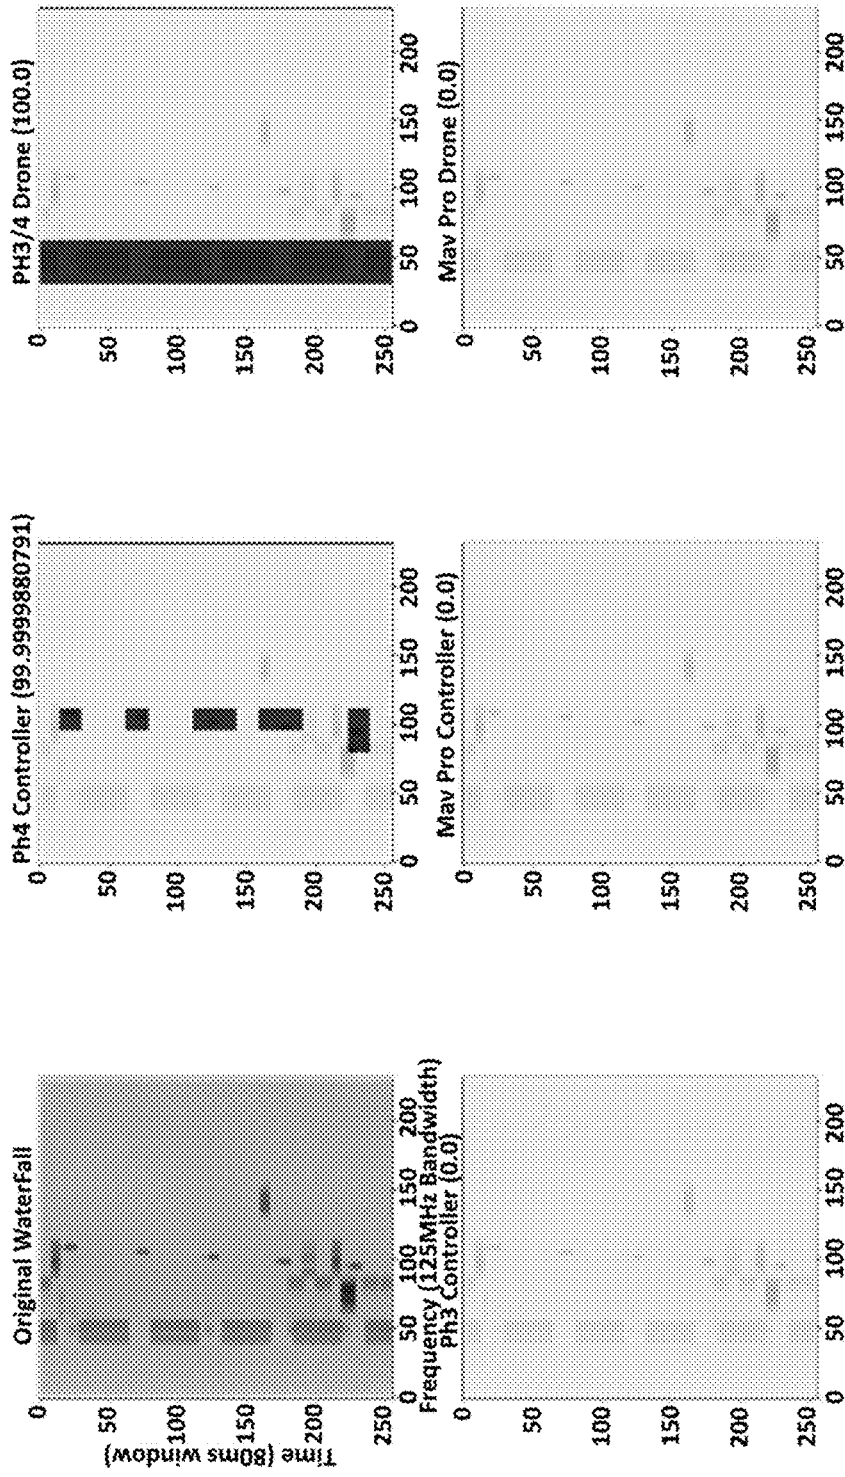 Original WaterFall
0
50
100
150
200
250
Time (80ms window)
0 50 100 150 200
Frequency (125MHz Bandwidth)
Ph4 Controller (99.9999880791)
0
50
100
150
200
250
0 50 100 150 200
PH3/4 Drone (100.0)
0
50
100
150
200
250
0 50 100 150 200
Ph3 Controller (0.0)
0
50
100
150
200
250
0 50 100 150 200
Mav Pro Controller (0.0)
0
50
100
150
200
250
0 50 100 150 200
Mav Pro Drone (0.0)
0
50
100
150
200
250
0 50 100 150 200